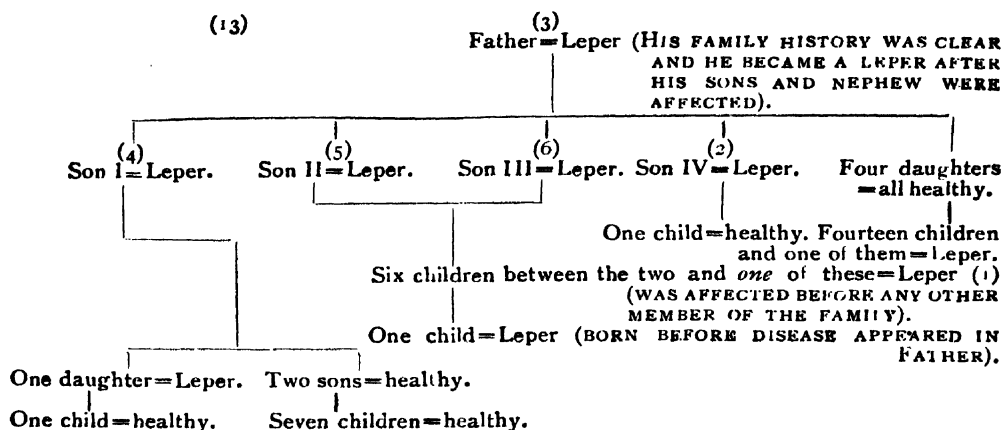 (13)
(3)
Father=Leper (HIS FAMILY HISTORY WAS CLEAR
AND HE BECAME A LEPER AFTER
HIS SONS AND NEPHEW WERE
AFFECTED).
(4) (5) (6) (2)
Son I=Leper. Son II=Leper. Son III=Leper. Son IV=Leper. Four daughters
=all healthy.
One child=healthy. Fourteen children
and one of them=Leper.
Six children between the two and one of these=Leper (1)
(WAS AFFECTED BEFORE ANY OTHER
MEMBER OF THE FAMILY).
One child=Leper (BORN BEFORE DISEASE APPEARED IN
FATHER).
One daughter=Leper. Two sons=healthy.
One child=healthy. Seven children=healthy.